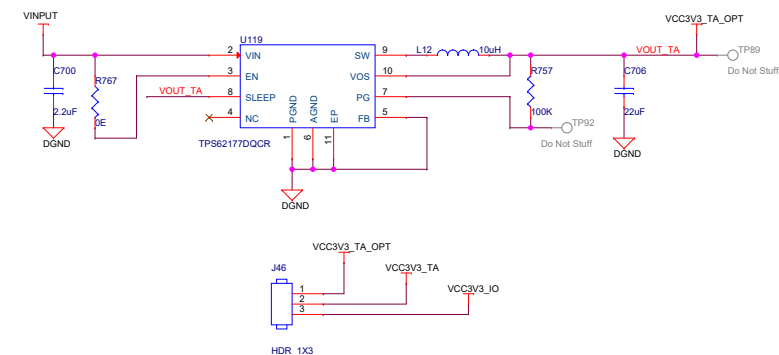 VINPUT
VCC3V3_TA_OPT
U119
2 VIN SW 9 L12 10uH VOUT_TA TP89
Do Not Stuff
C700 R767 3 EN VOS 10 R757 C706
VOUT_TA 8 SLEEP PG 7
2.2uF 0E 4 NC PGND AGND EP FB 5 100K 22uF
TP92
Do Not Stuff
DGND TPS62177DQCR 1 6 11 DGND
DGND
VCC3V3_TA_OPT
J46 VCC3V3_TA
1 VCC3V3_IO
2
3
HDR 1X3